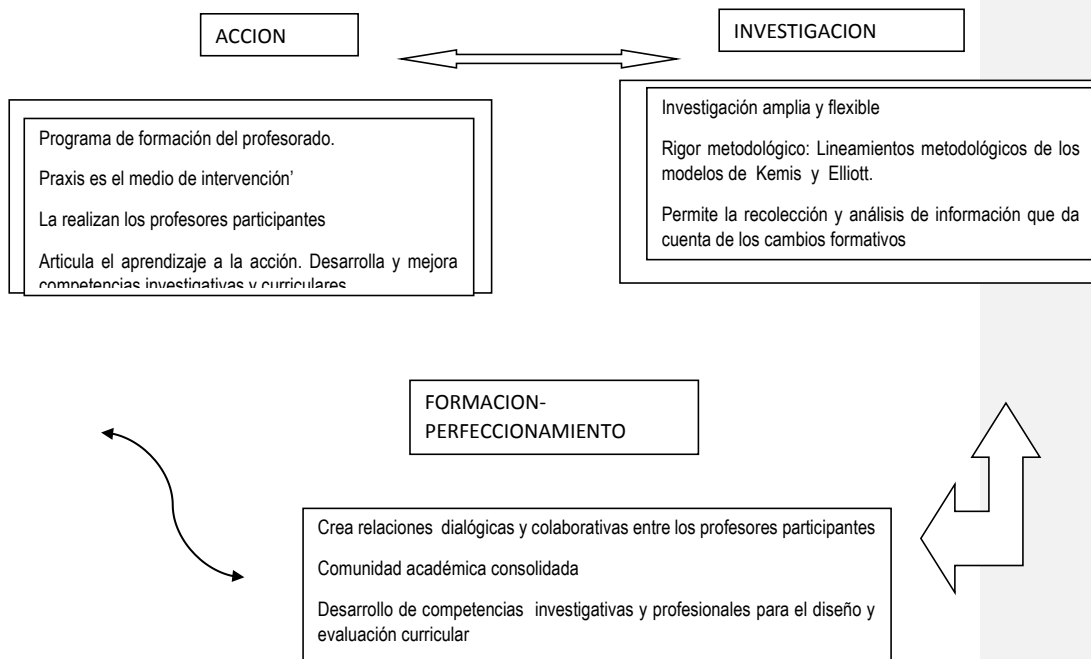 ACCION
INVESTIGACION
Programa de formación del profesorado.
Praxis es el medio de intervención’
La realizan los profesores participantes
Articula el aprendizaje a la acción. Desarrolla y mejora
competencias investigativas y curriculares
Investigación amplia y flexible
Rigor metodológico: Lineamientos metodológicos de los
modelos de Kemis y Elliott.
Permite la recolección y análisis de información que da
cuenta de los cambios formativos
FORMACION-
PERFECCIONAMIENTO
Crea relaciones dialógicas y colaborativas entre los profesores participantes
Comunidad académica consolidada
Desarrollo de competencias investigativas y profesionales para el diseño y
evaluación curricular